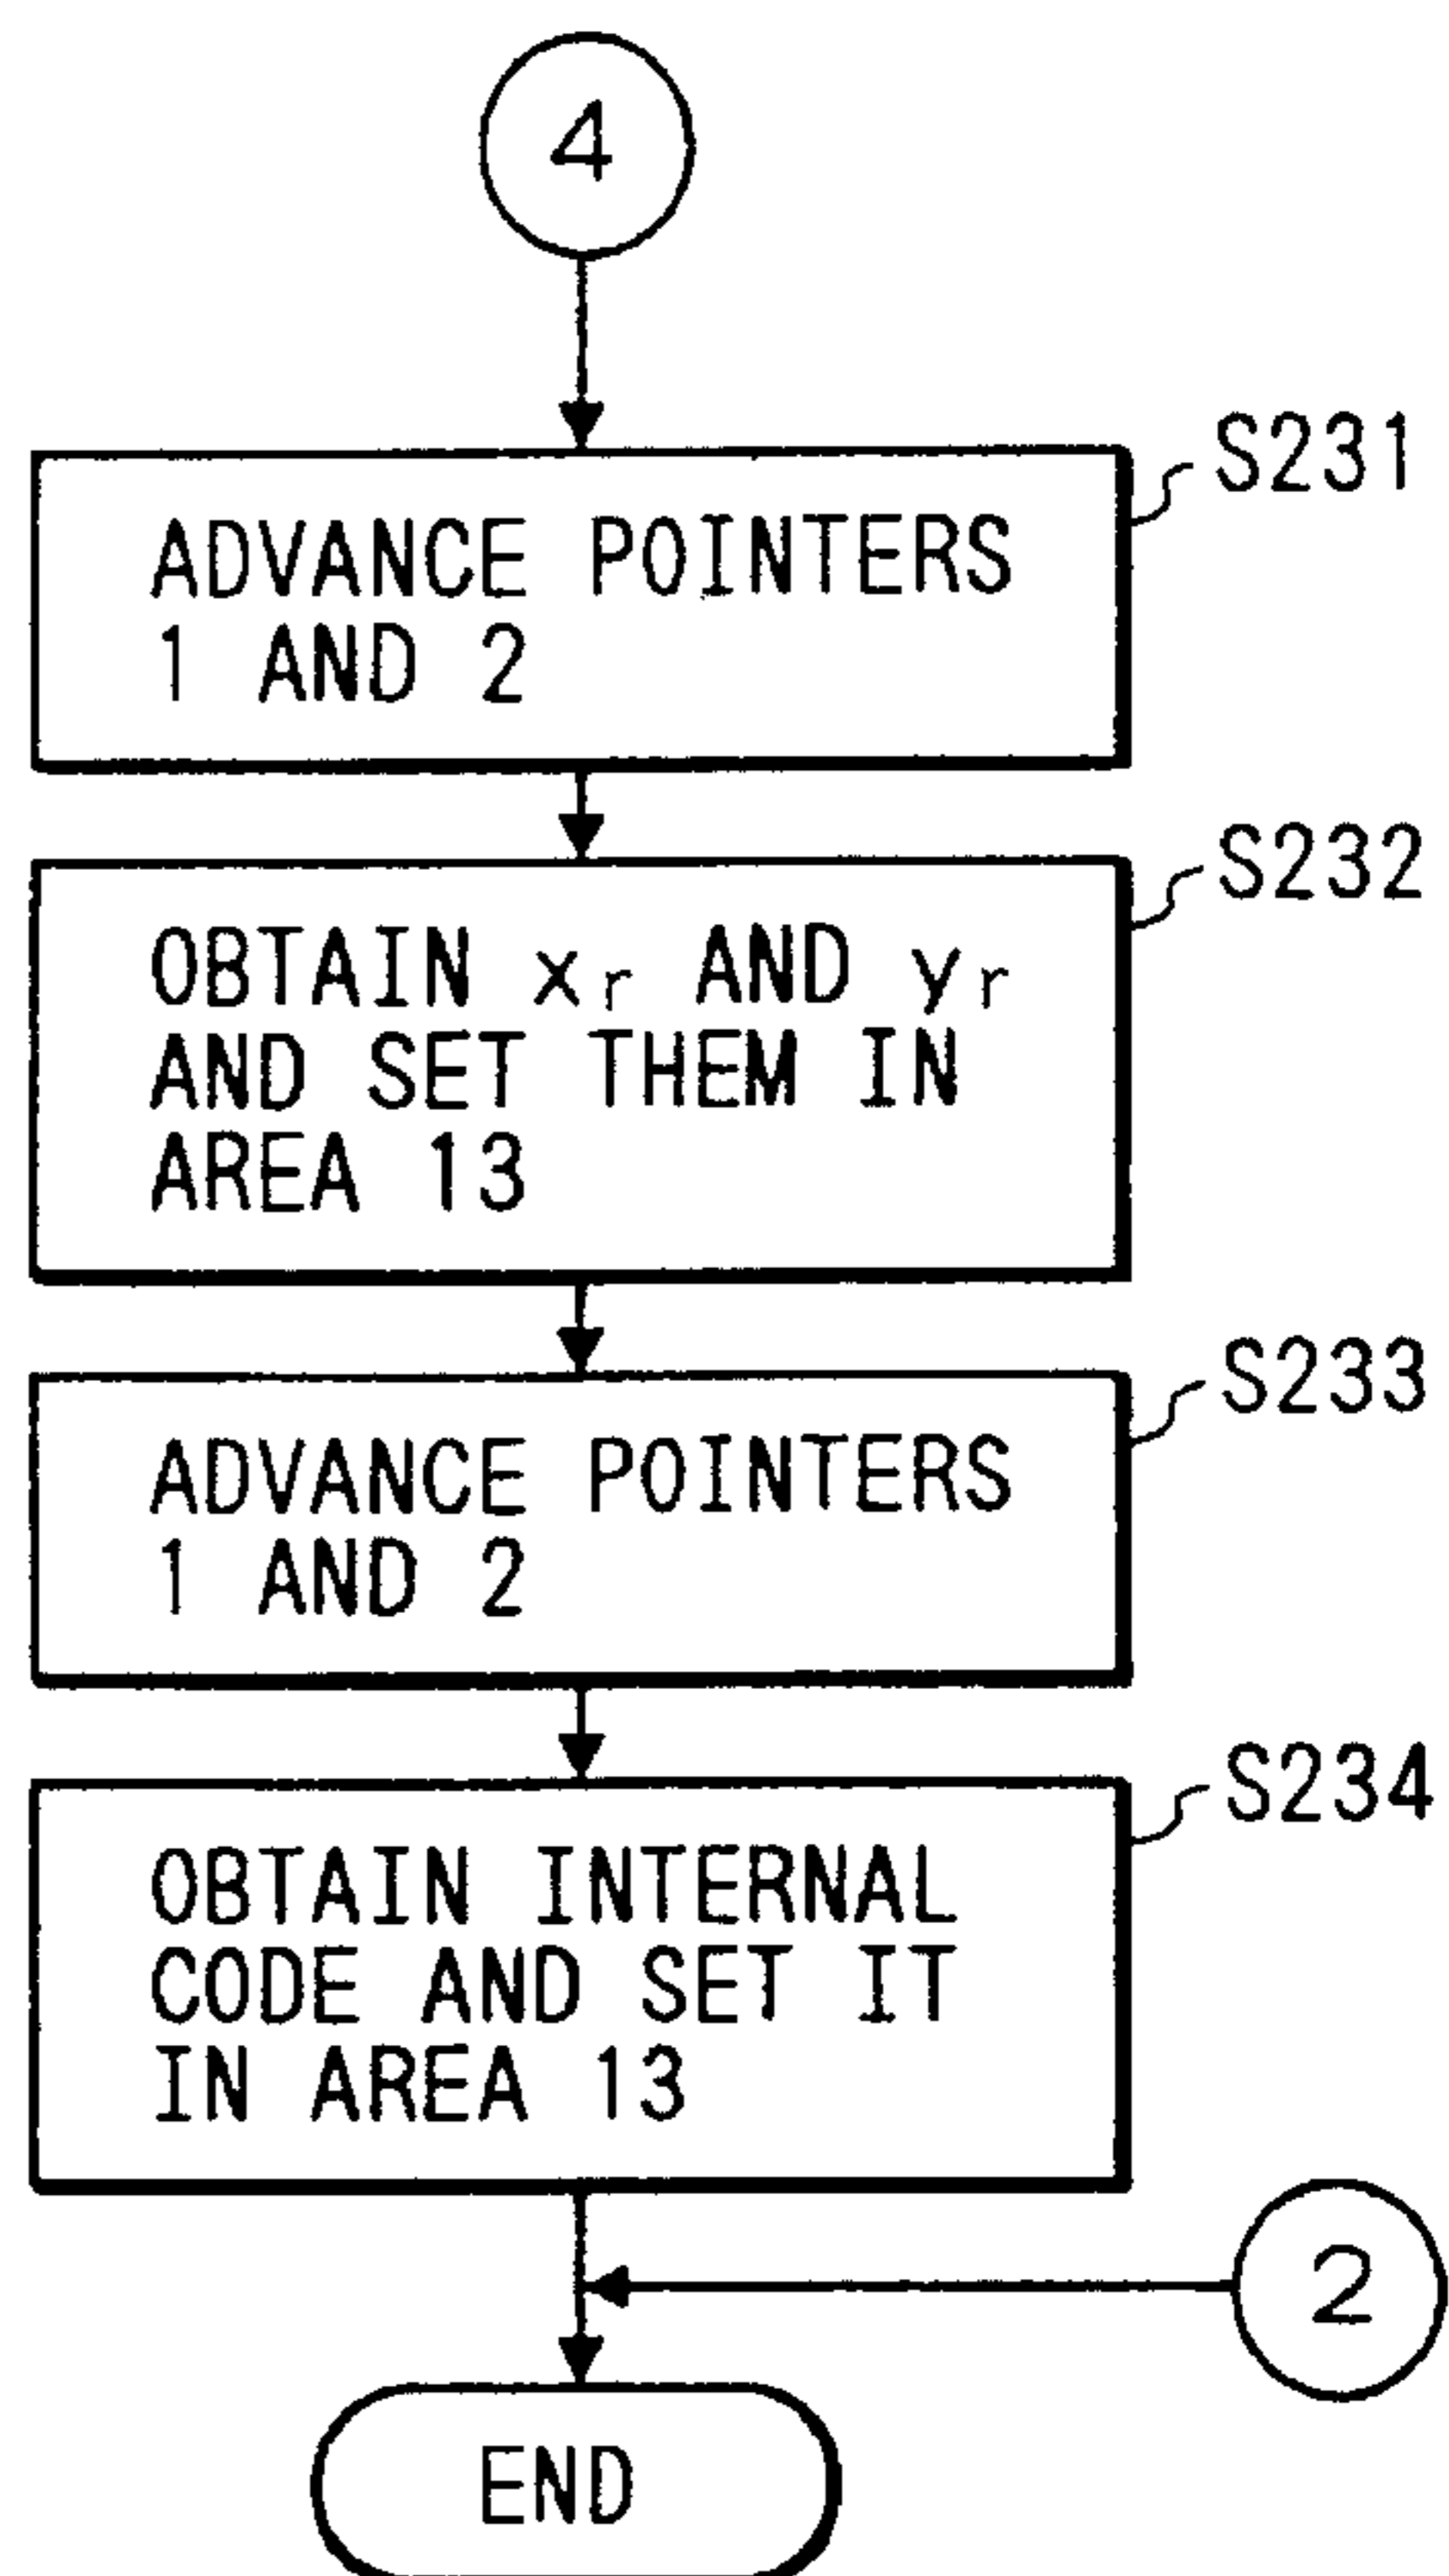 4
S231
ADVANCE POINTERS
1 AND 2
S232
OBTAIN xr AND yr
AND SET THEM IN
AREA 13
S233
ADVANCE POINTERS
1 AND 2
S234
OBTAIN INTERNAL
CODE AND SET IT
IN AREA 13
2
END